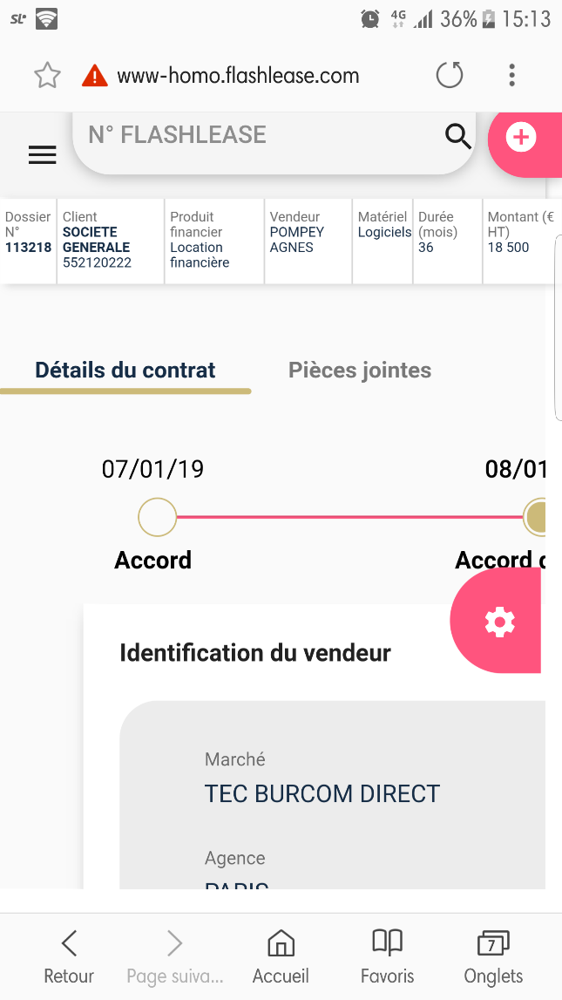 SL 4G 36% 15:13
www-homo.flashlease.com
N° FLASHLEASE
Dossier N° 113218
Client SOCIETE GENERALE 552120222
Produit financier Location financière
Vendeur POMPEY AGNES
Matériel Logiciels
Durée (mois) 36
Montant (€ HT) 18 500
Détails du contrat Pièces jointes
07/01/19 08/01
Accord Accord
Identification du vendeur
Marché
TEC BURCOM DIRECT
Agence
PARIS
7
Retour Page suiva... Accueil Favoris Onglets